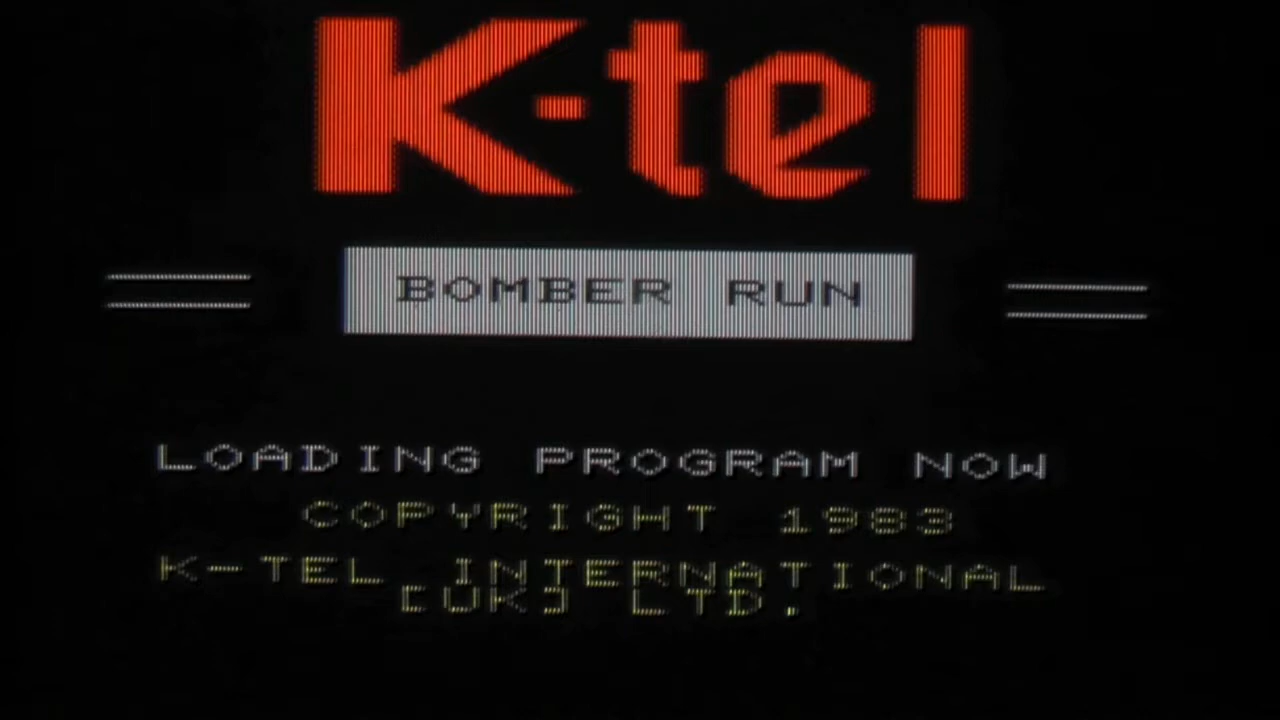 K-tel
BOMBER RUN
LOADING PROGRAM NOW
COPYRIGHT 1983
K-TEL INTERNATIONAL
[UK] LTD.